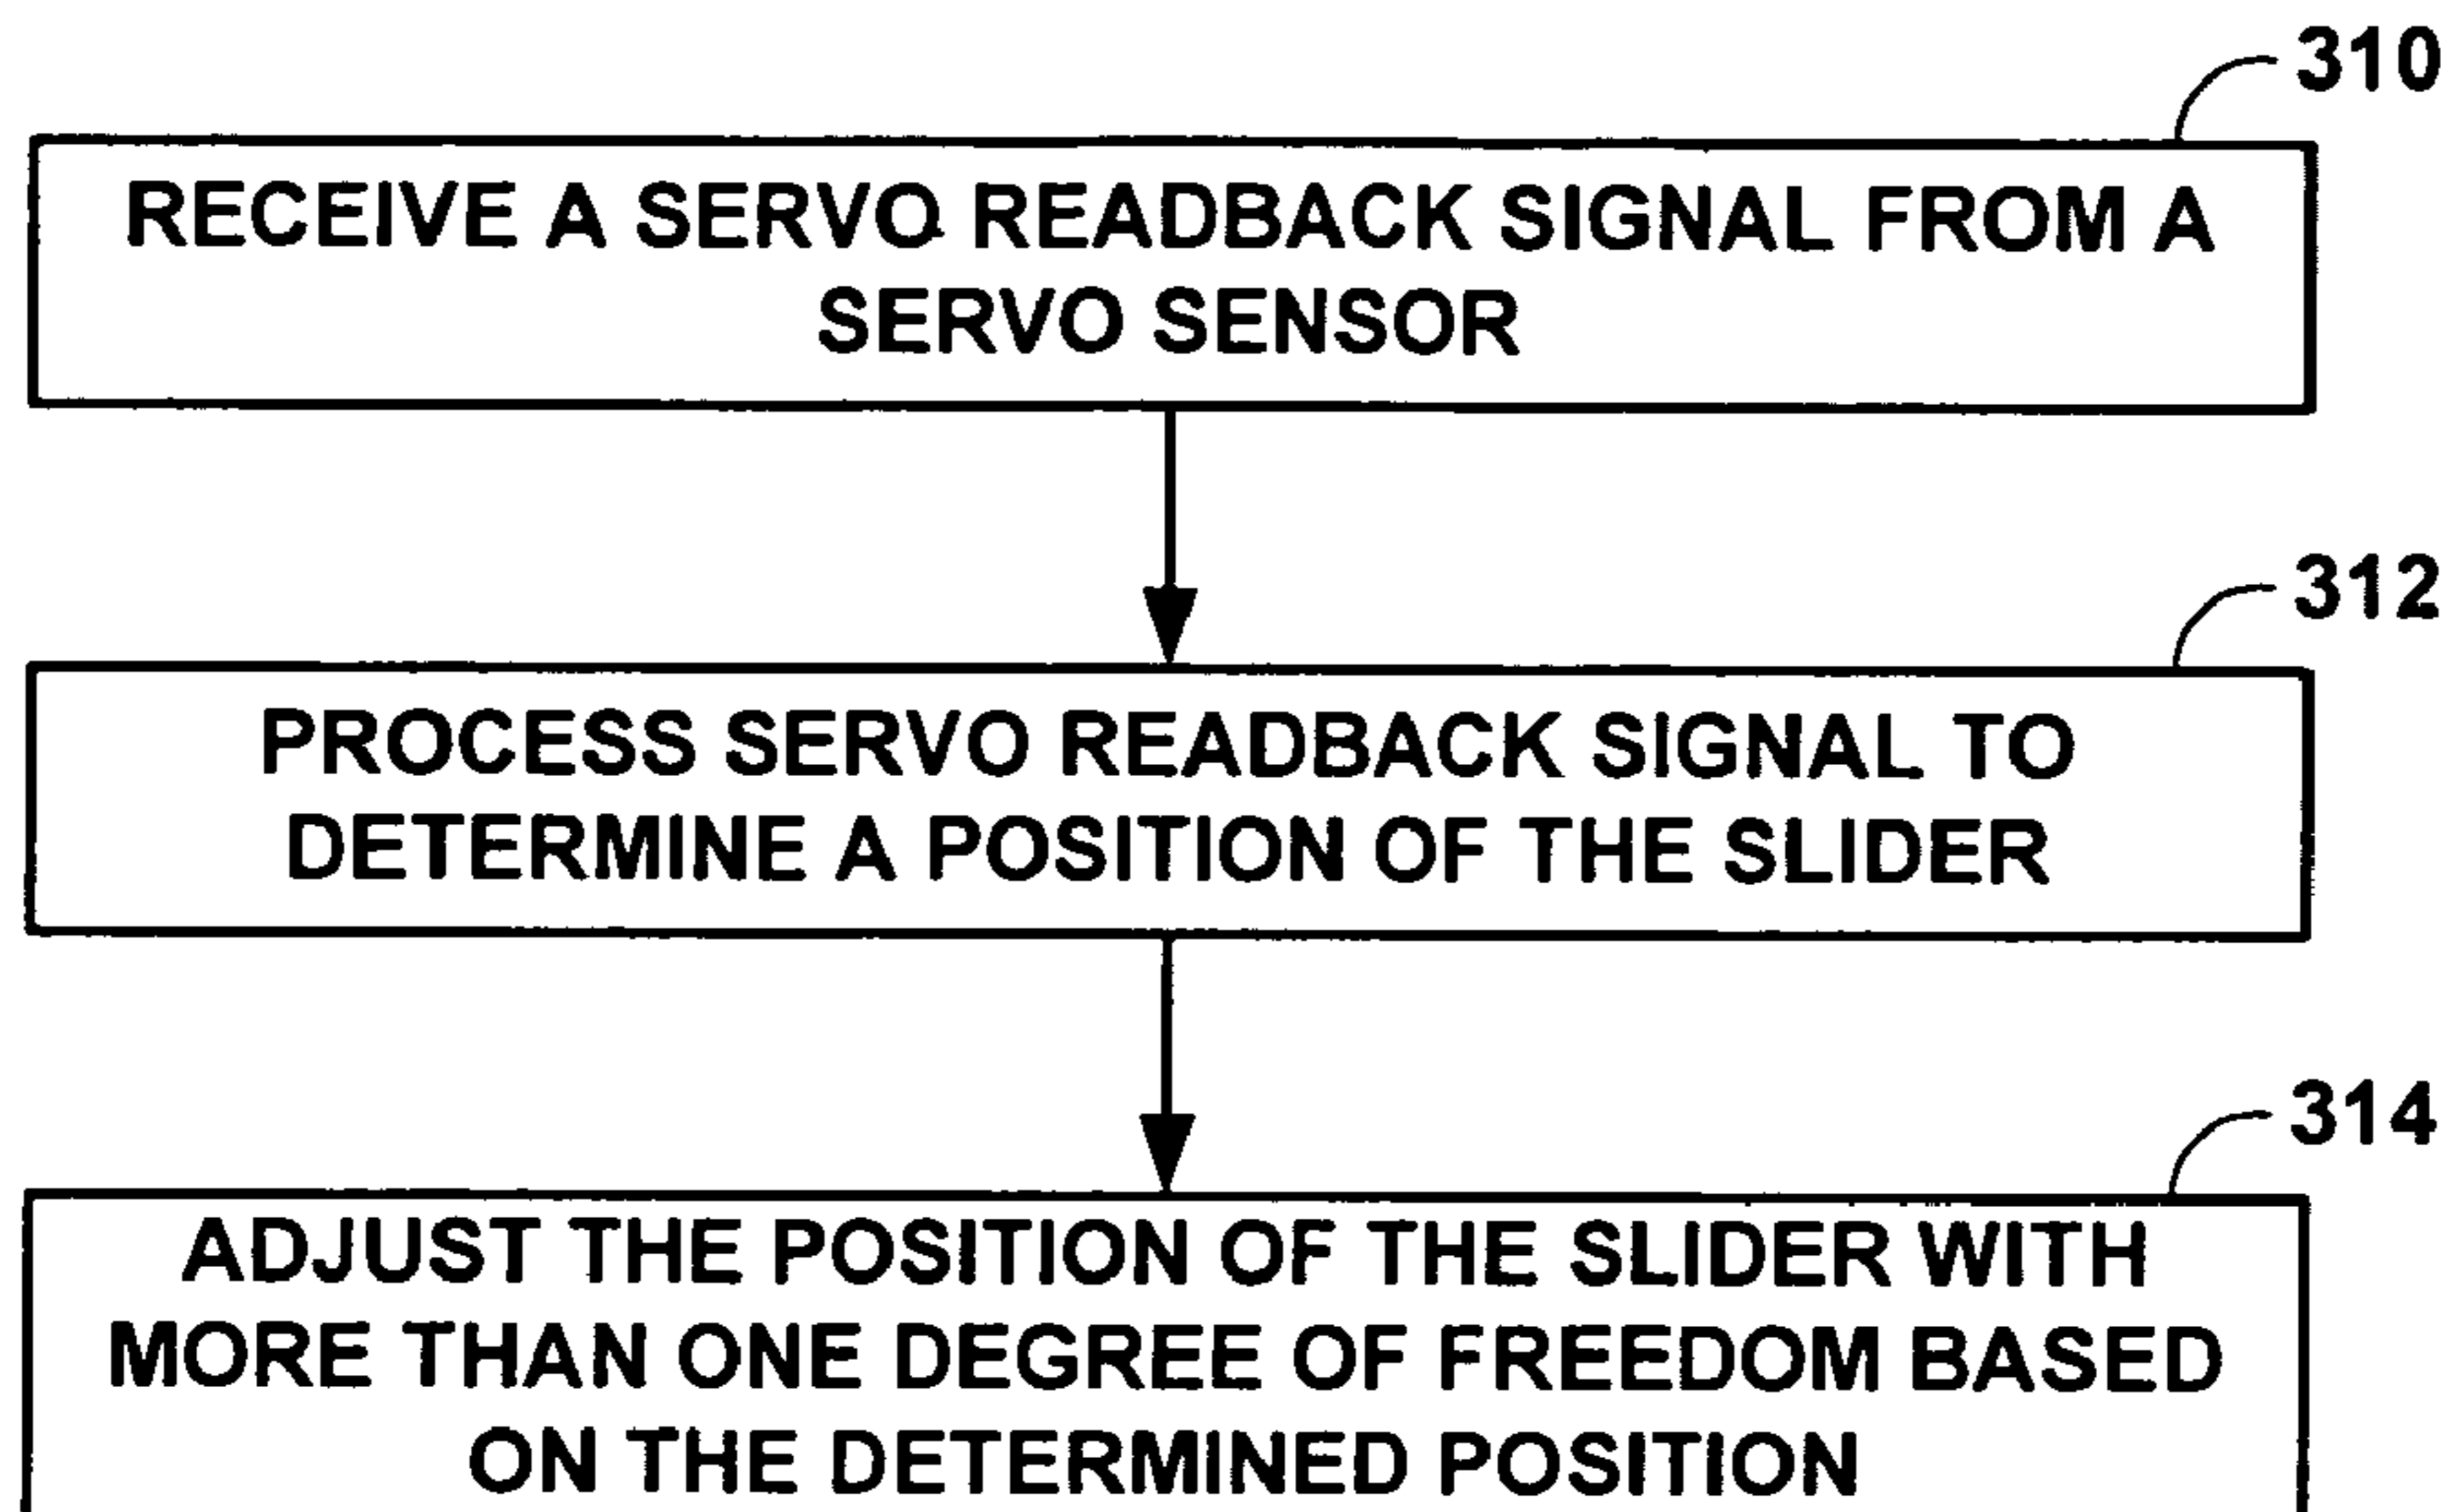 310
RECEIVE A SERVO READBACK SIGNAL FROM A
SERVO SENSOR
312
PROCESS SERVO READBACK SIGNAL TO
DETERMINE A POSITION OF THE SLIDER
314
ADJUST THE POSITION OF THE SLIDER WITH
MORE THAN ONE DEGREE OF FREEDOM BASED
ON THE DETERMINED POSITION